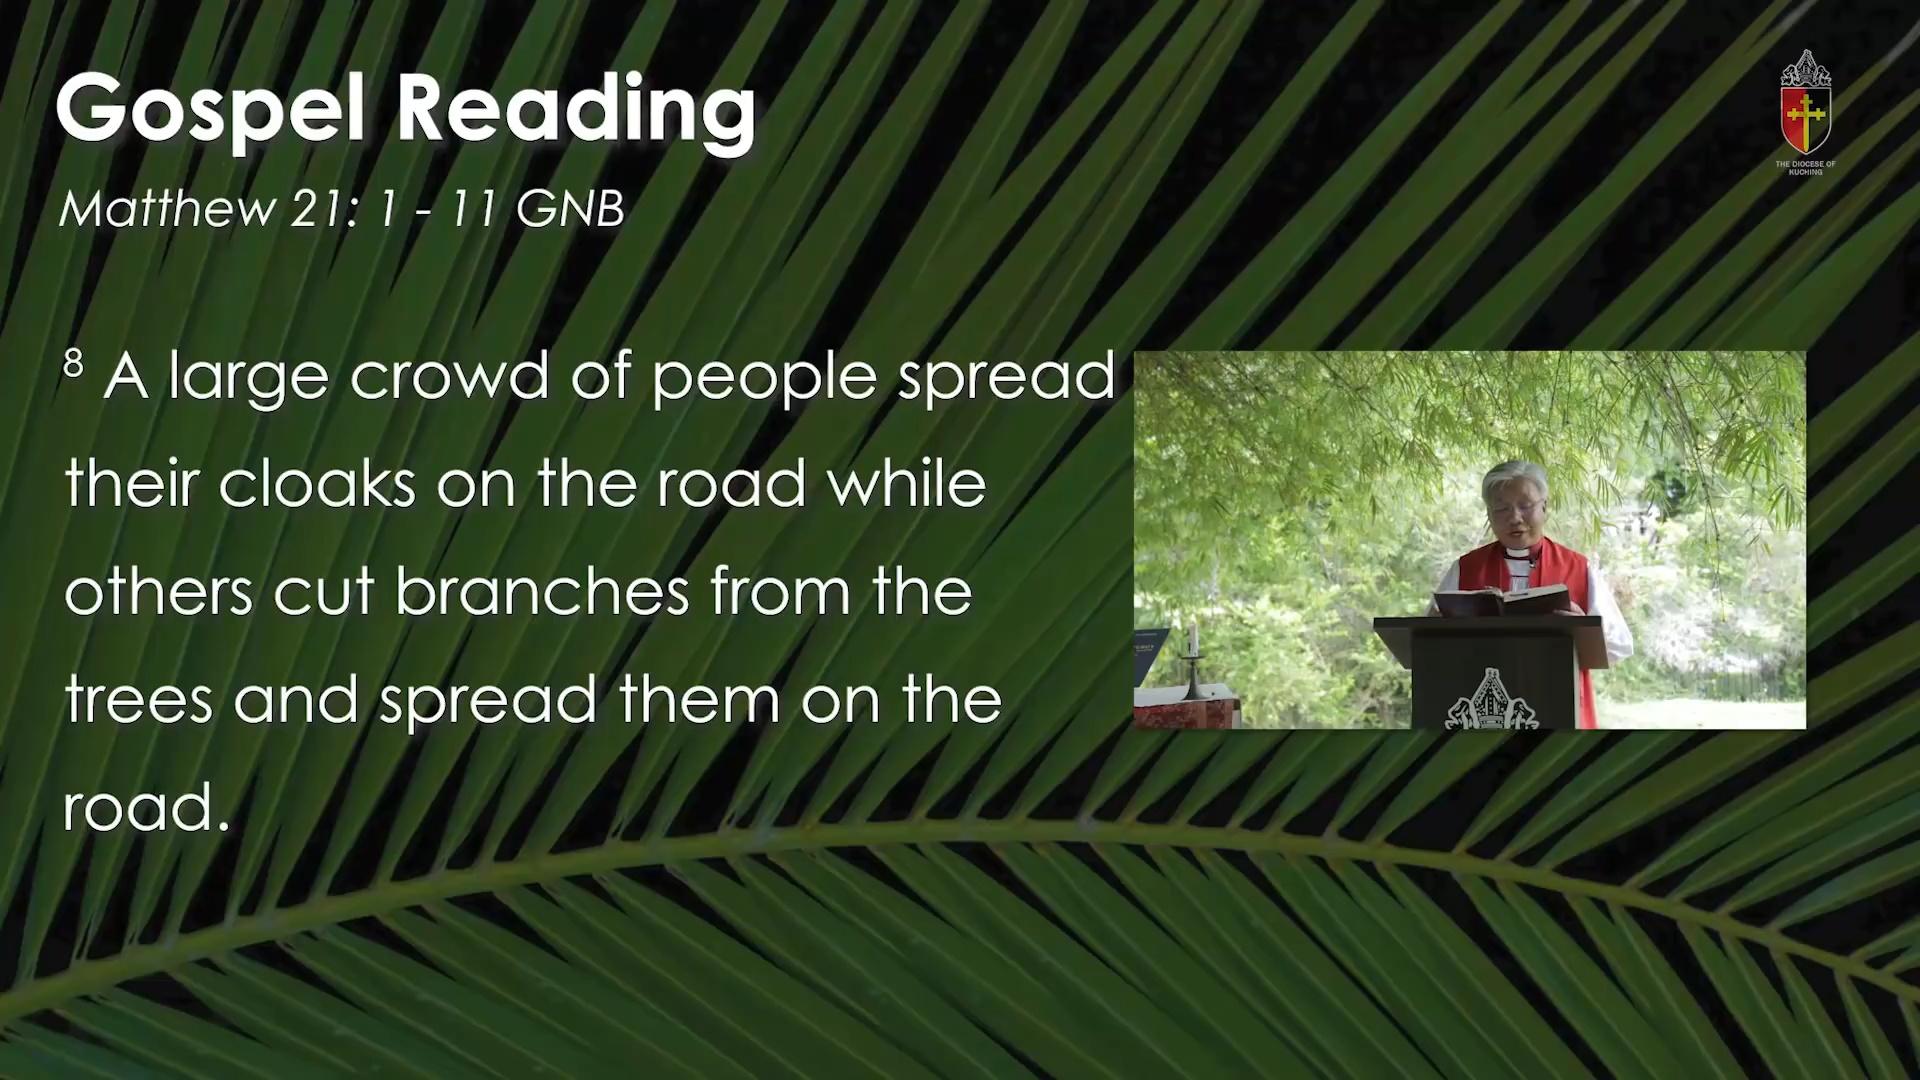 Gospel Reading
Matthew 21: 1 - 11 GNB
THE DIOCESE OF
KUCHING
8 A large crowd of people spread
their cloaks on the road while
others cut branches from the
trees and spread them on the
road.